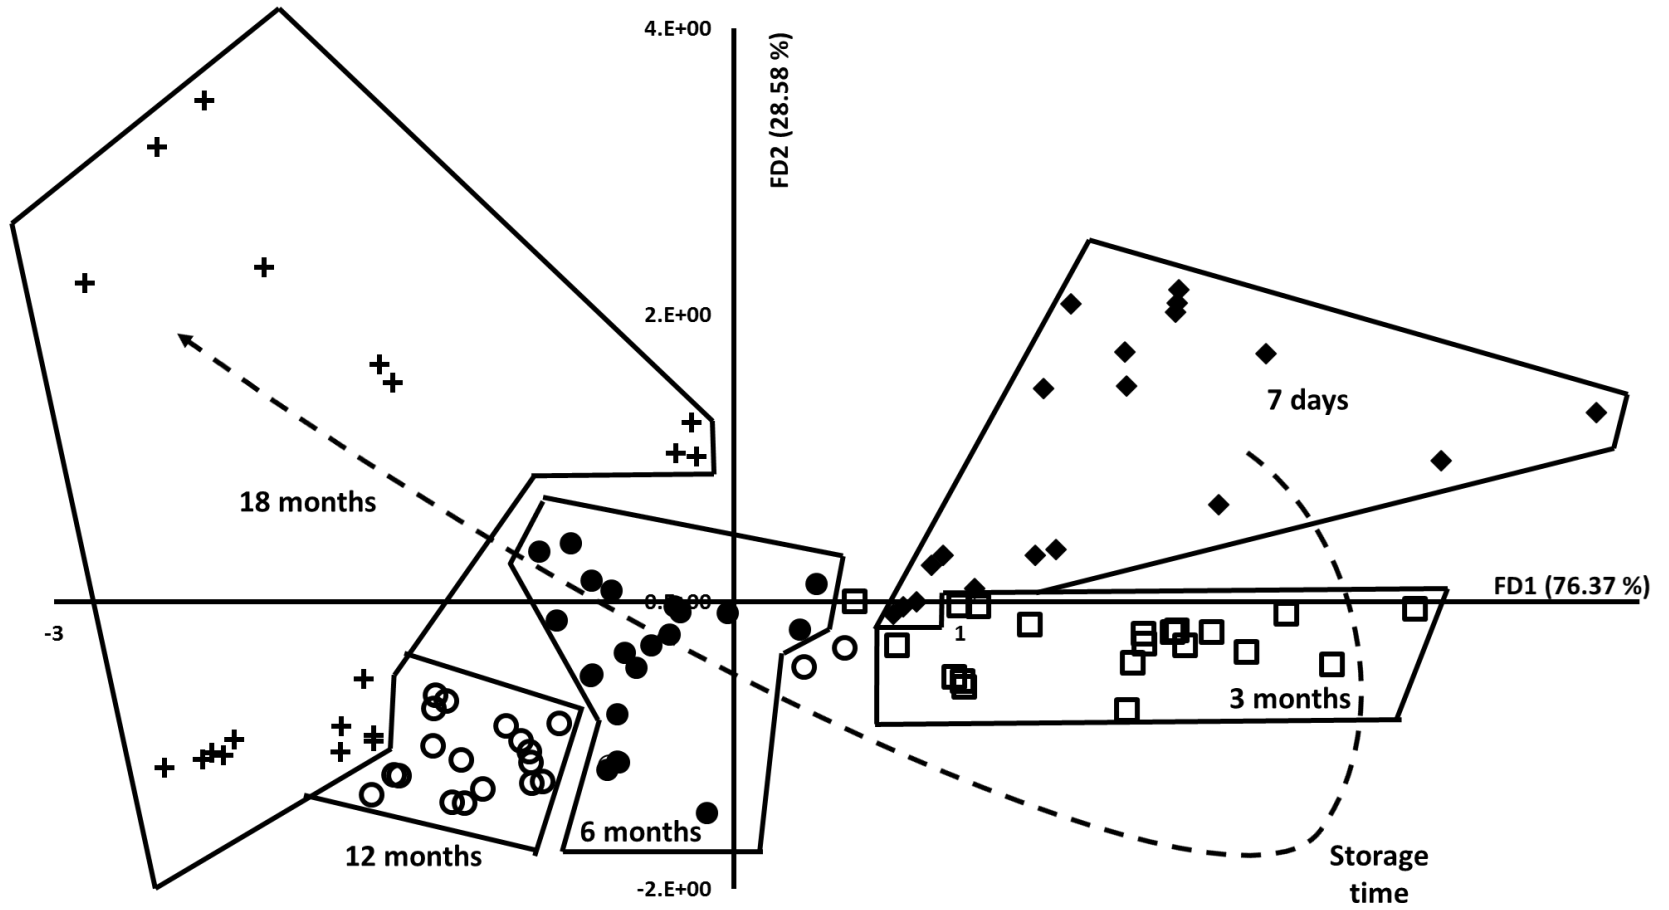 4.E+00
FD2 (28.58 %)
2.E+00
7 days
18 months
FD1 (76.37 %)
-3
1
3 months
6 months
12 months
Storage
time
-2.E+00